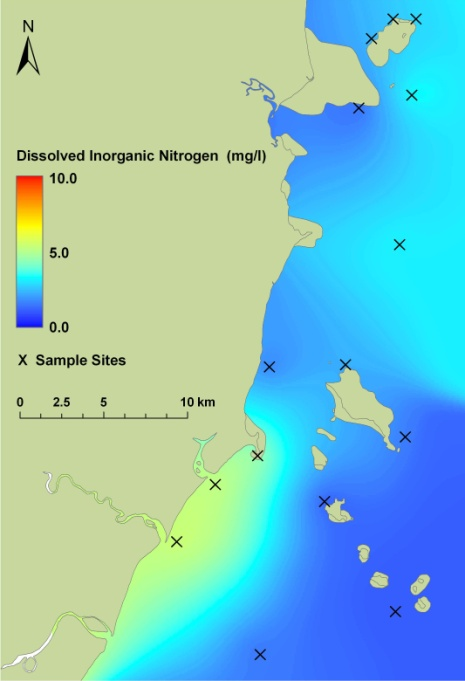 N
Dissolved Inorganic Nitrogen (mg/l)
10.0
5.0
0.0
X Sample Sites
0 2.5 5 10 km